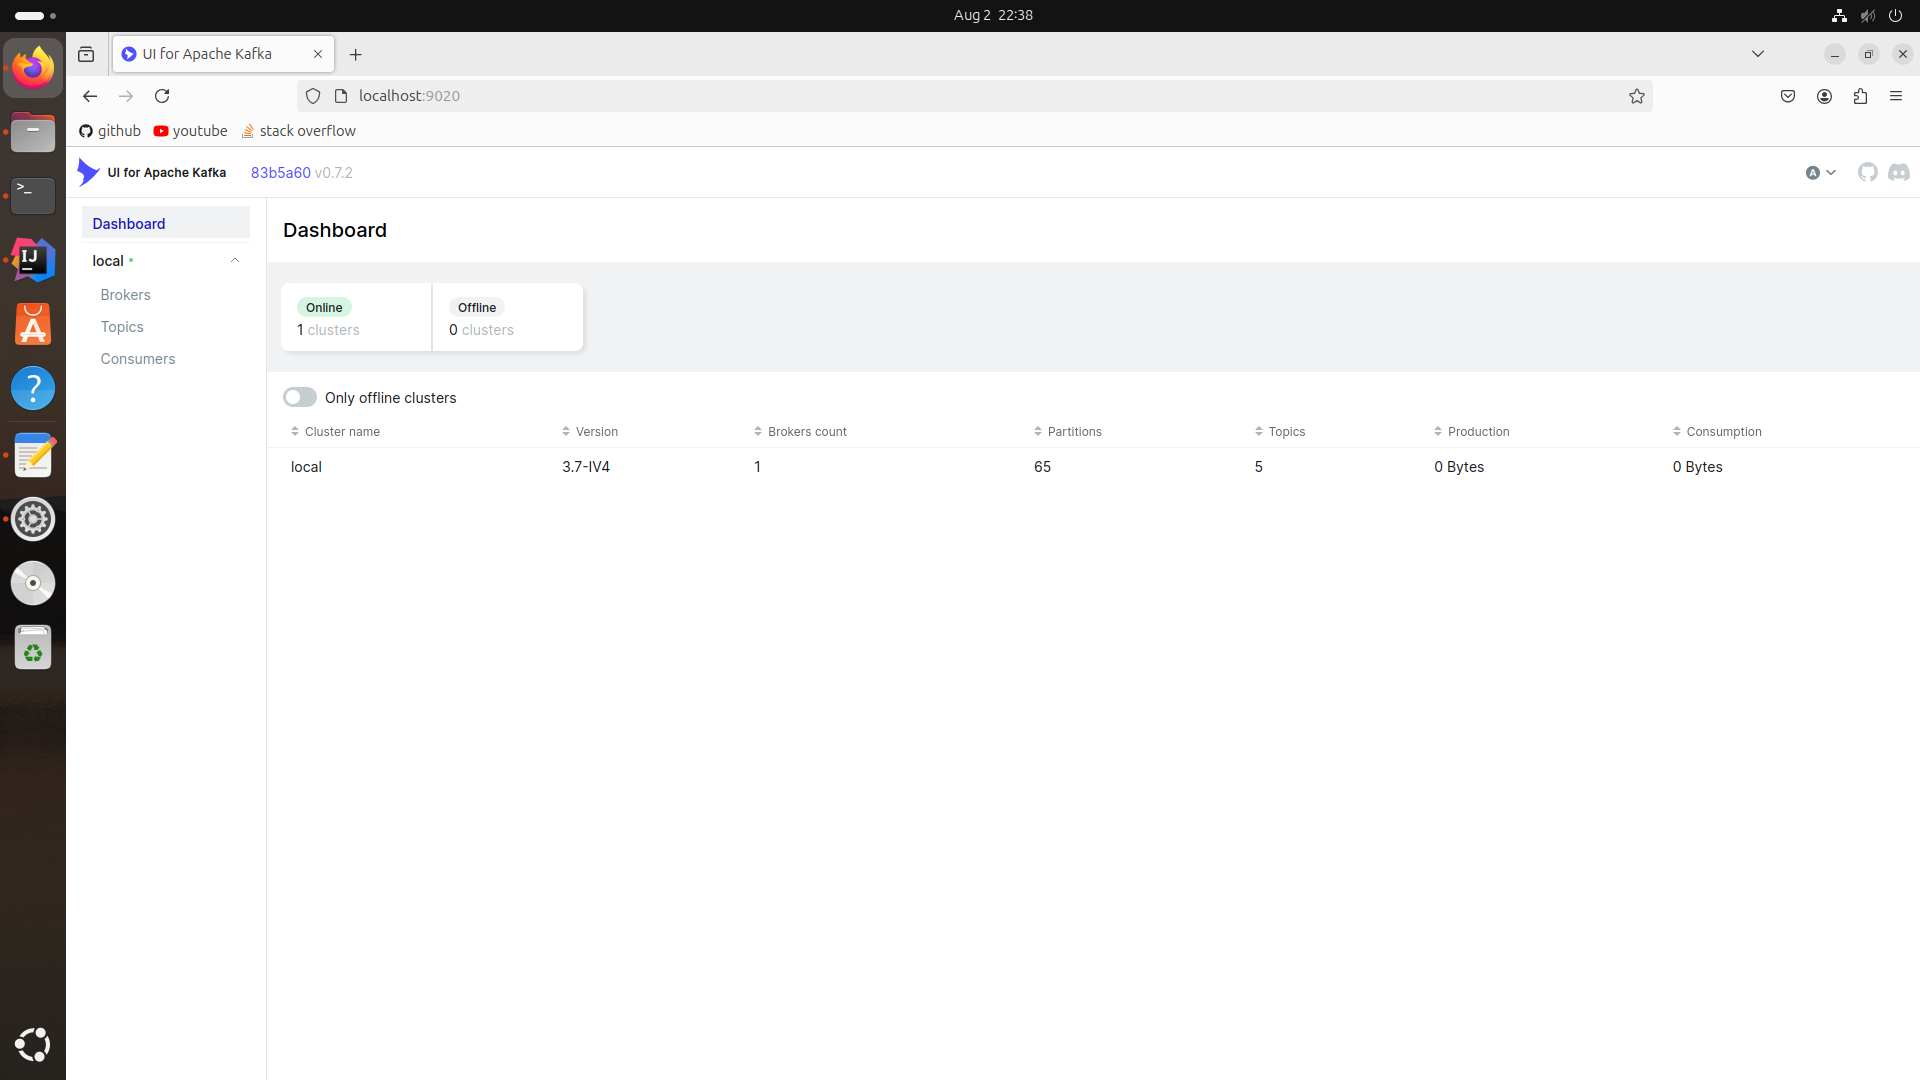 Aug 2 22:38
UI for Apache Kafka
localhost:9020
github youtube stack overflow
UI for Apache Kafka 83b5a60 v0.7.2
A
Dashboard
local
Brokers
Topics
Consumers
Dashboard
Online
1 clusters
Offline
0 clusters
Only offline clusters
Cluster name Version Brokers count Partitions Topics Production Consumption
local 3.7-IV4 1 65 5 0 Bytes 0 Bytes
>_
IJ
A
?